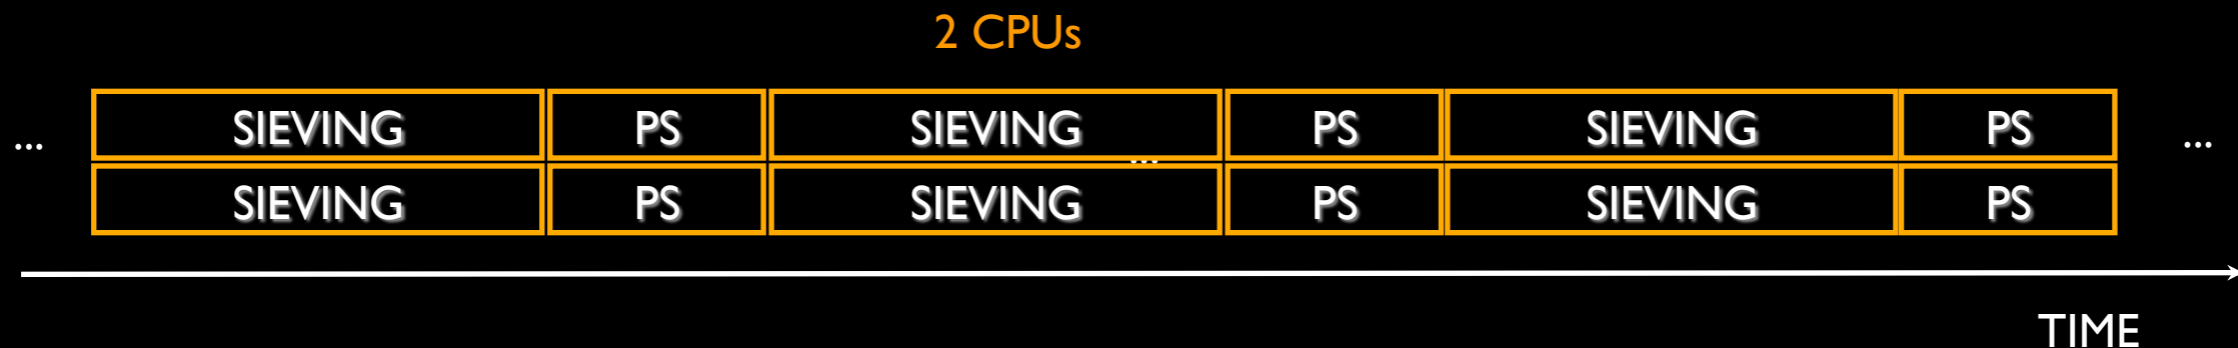 2 CPUs
... SIEVING PS SIEVING PS SIEVING PS ...
...
SIEVING PS SIEVING PS SIEVING PS
TIME